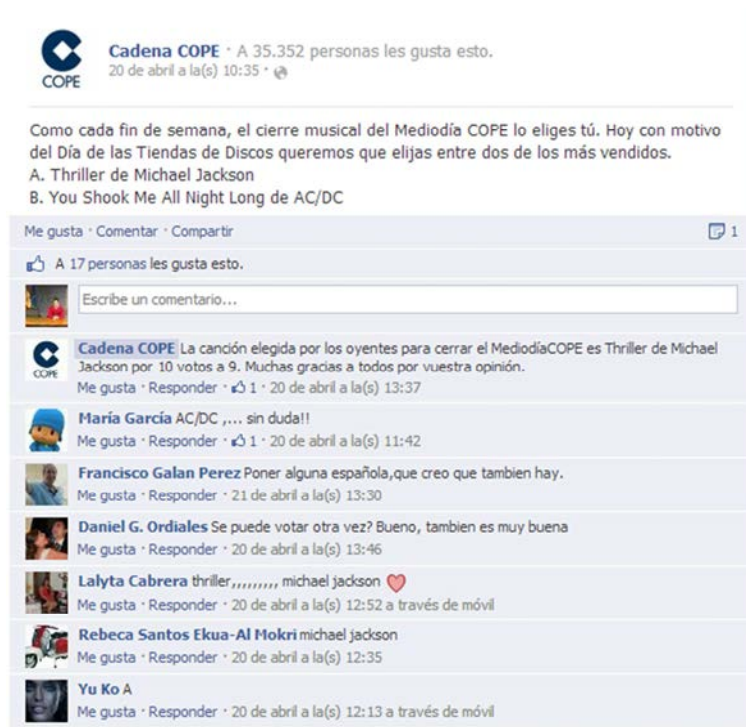 COPE
Cadena COPE · A 35.352 personas les gusta esto.
20 de abril a la(s) 10:35 ·
Como cada fin de semana, el cierre musical del Mediodía COPE lo eliges tú. Hoy con motivo
del Día de las Tiendas de Discos queremos que elijas entre dos de los más vendidos.
A. Thriller de Michael Jackson
B. You Shook Me All Night Long de AC/DC
Me gusta · Comentar · Compartir 1
A 17 personas les gusta esto.
Escribe un comentario...
COPE
Cadena COPE La canción elegida por los oyentes para cerrar el MediodíaCOPE es Thriller de Michael
Jackson por 10 votos a 9. Muchas gracias a todos por vuestra opinión.
Me gusta · Responder · 1 · 20 de abril a la(s) 13:37
María García AC/DC ,... sin duda!!
Me gusta · Responder · 1 · 20 de abril a la(s) 11:42
Francisco Galan Perez Poner alguna española,que creo que tambien hay.
Me gusta · Responder · 21 de abril a la(s) 13:30
Daniel G. Ordiales Se puede votar otra vez? Bueno, tambien es muy buena
Me gusta · Responder · 20 de abril a la(s) 13:46
Lalyta Cabrera thriller,,,,,,,,, michael jackson
Me gusta · Responder · 20 de abril a la(s) 12:52 a través de móvil
Rebeca Santos Ekua-Al Mokri michael jackson
Me gusta · Responder · 20 de abril a la(s) 12:35
Yu Ko A
Me gusta · Responder · 20 de abril a la(s) 12:13 a través de móvil